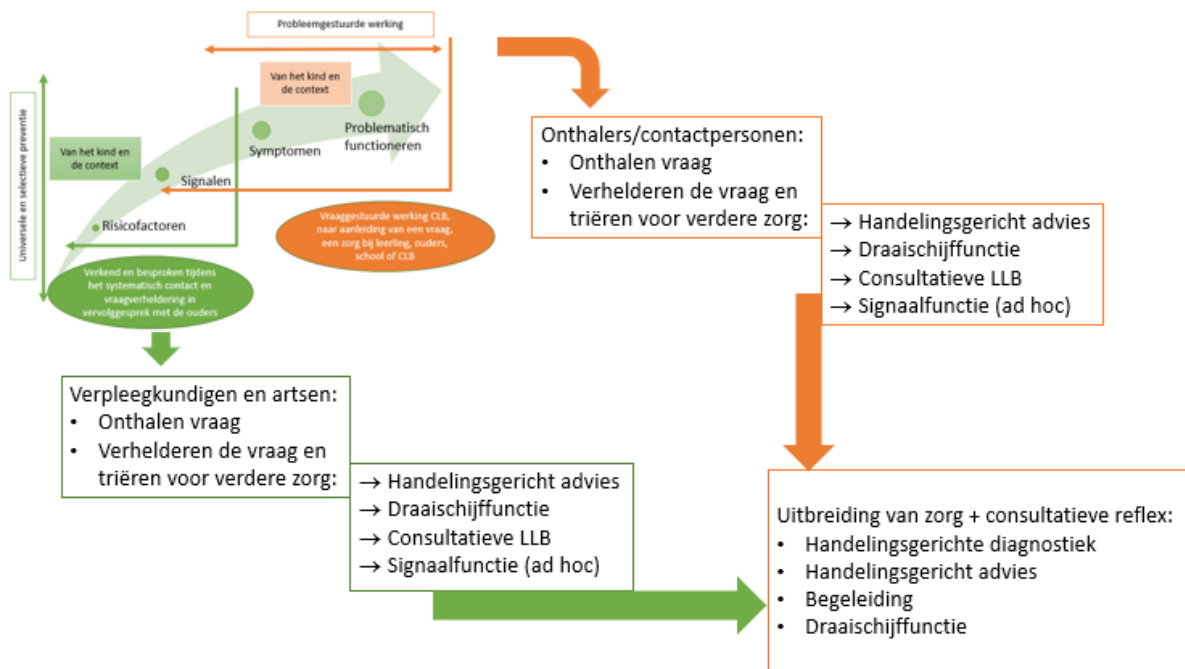 Probleemgestuurde werking
Van het kind en
de context
Universele en selectieve preventie
Van het kind en
de context
Problematisch
functioneren
Symptomen
Signalen
Risicofactoren
Vraaggestuurde werking CLB,
naar aanleiding van een vraag,
een zorg bij leerling, ouders,
school of CLB
Verkend en besproken tijdens
het systematisch contact en
vraagverheldering in
vervolggesprek met de ouders
Onthalers/contactpersonen:
• Onthalen vraag
• Verhelderen de vraag en
triëren voor verdere zorg:
→ Handelingsgericht advies
→ Draaischijffunctie
→ Consultatieve LLB
→ Signaalfunctie (ad hoc)
Verpleegkundigen en artsen:
• Onthalen vraag
• Verhelderen de vraag en
triëren voor verdere zorg:
→ Handelingsgericht advies
→ Draaischijffunctie
→ Consultatieve LLB
→ Signaalfunctie (ad hoc)
Uitbreiding van zorg + consultatieve reflex:
• Handelingsgerichte diagnostiek
• Handelingsgericht advies
• Begeleiding
• Draaischijffunctie